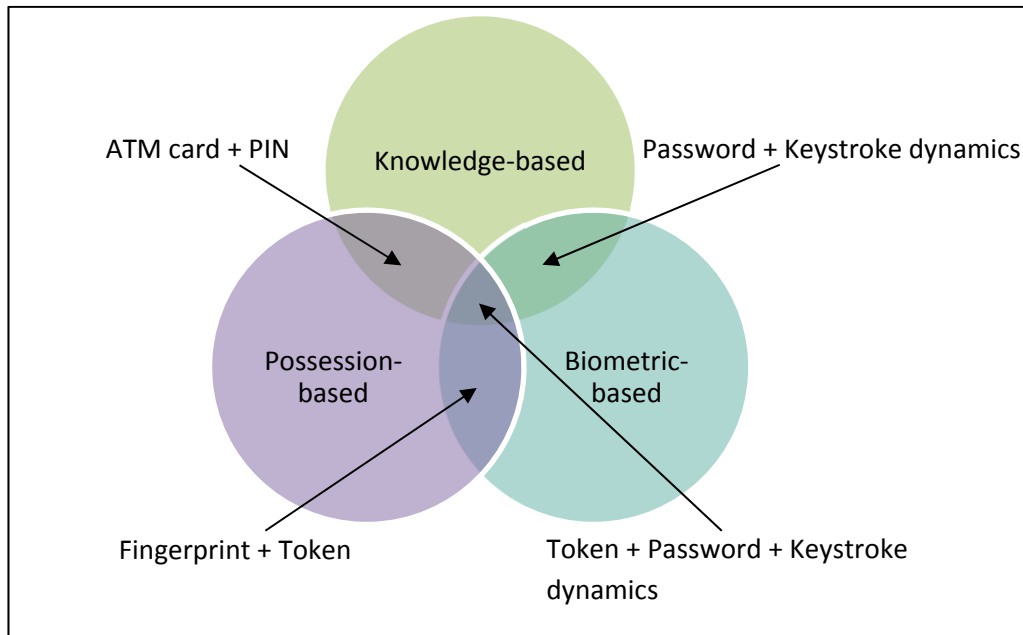 ATM card + PIN
Knowledge-based
Password + Keystroke dynamics
Possession-
based
Biometric-
based
Fingerprint + Token
Token + Password + Keystroke
dynamics